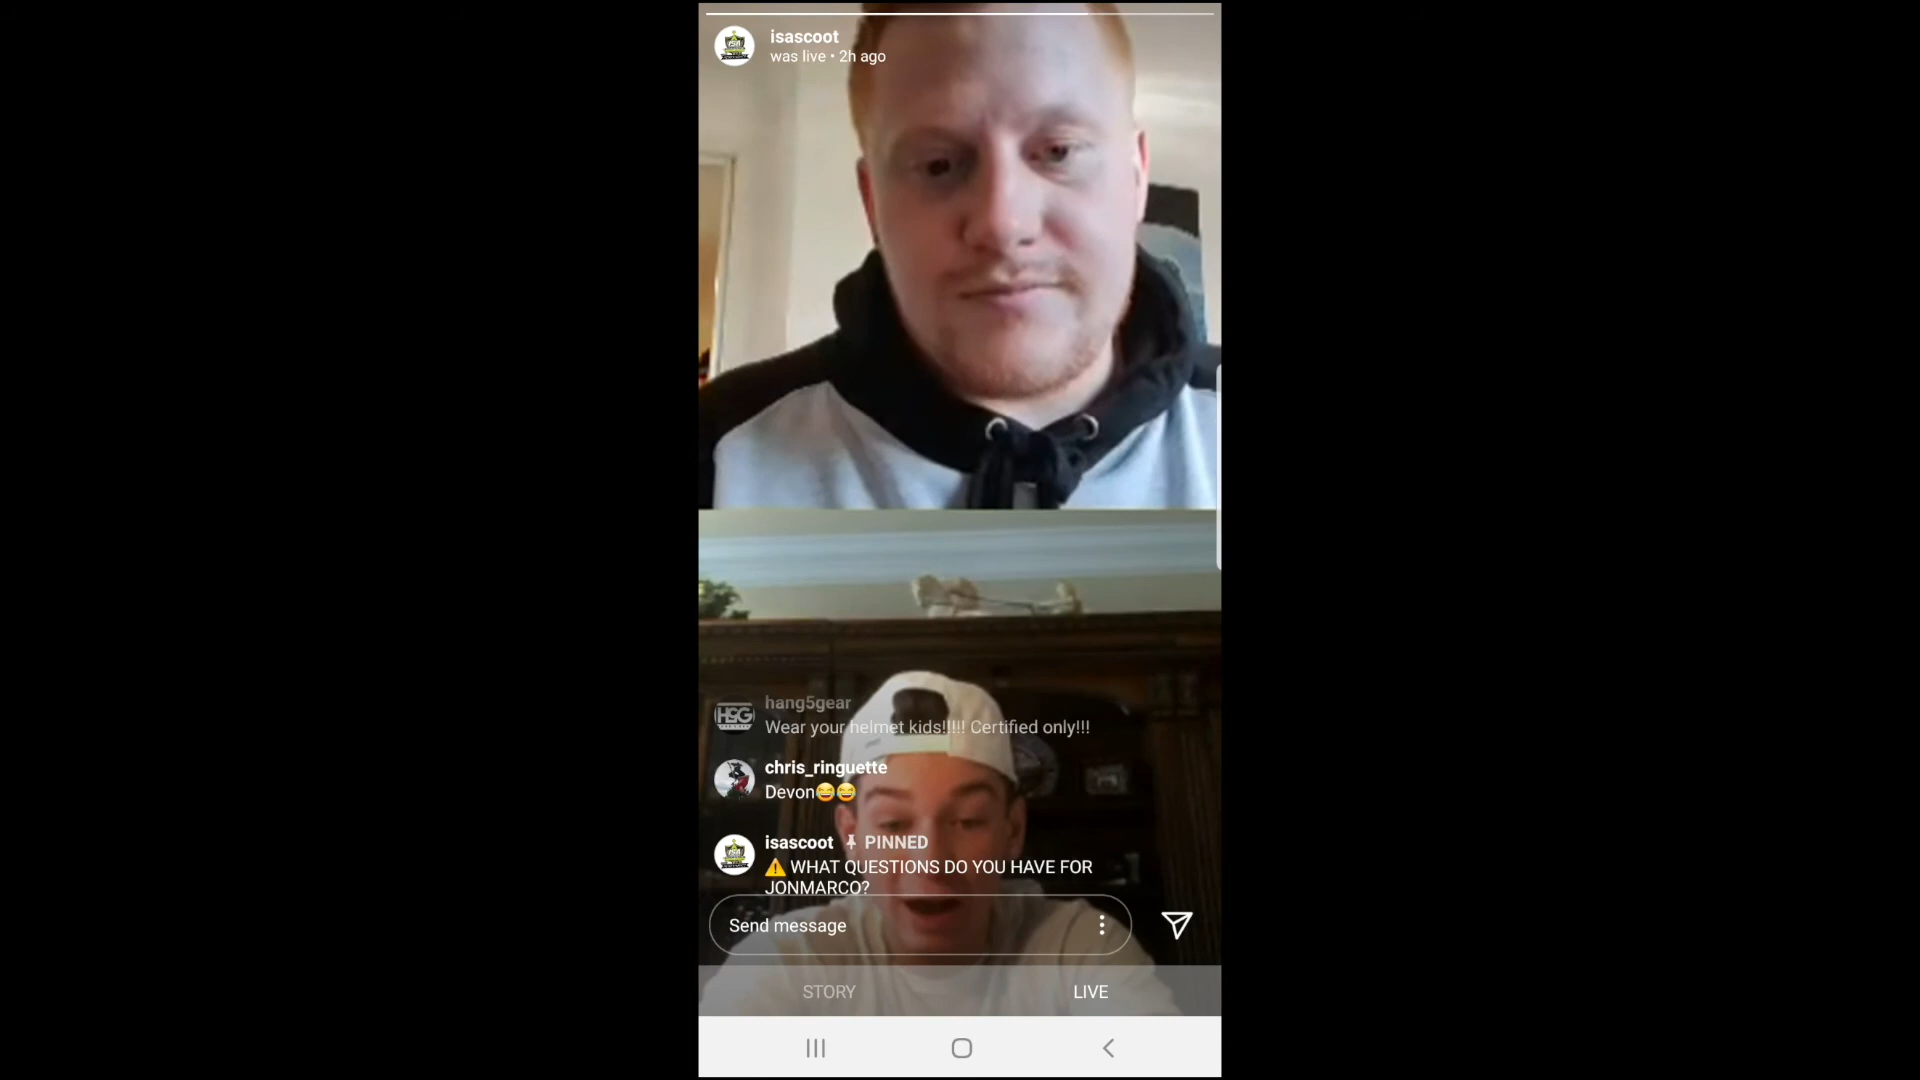 isascoot
was live • 2h ago
hang5gear
Wear your helmet kids!!!!! Certified only!!!
chris_ringuette
Devon😂😂
isascoot PINNED
⚠️ WHAT QUESTIONS DO YOU HAVE FOR
JONMARCO?
Send message
STORY LIVE